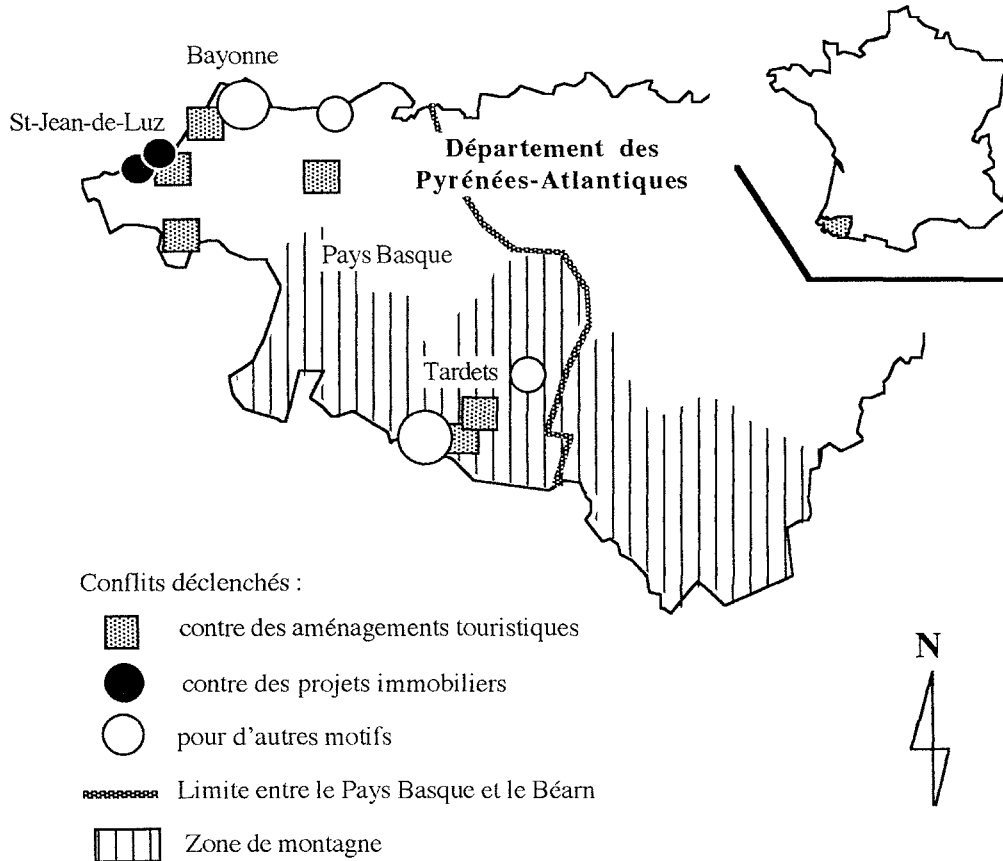 Bayonne
St-Jean-de-Luz
Département des
Pyrénées-Atlantiques
Pays Basque
Tardets
Conflits déclenchés :
contre des aménagements touristiques
contre des projets immobiliers
pour d'autres motifs
Limite entre le Pays Basque et le Béarn
Zone de montagne
N